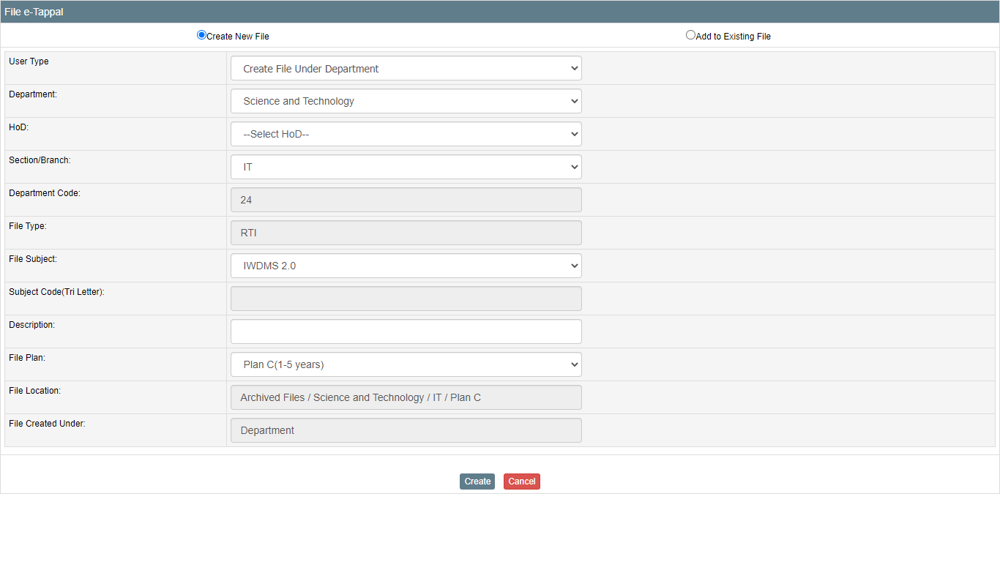 File e-Tappal
Create New File
Add to Existing File
User Type
Create File Under Department
Department:
Science and Technology
HoD:
--Select HoD--
Section/Branch:
IT
Department Code:
24
File Type:
RTI
File Subject:
IWDMS 2.0
Subject Code(Tri Letter):
Description:
File Plan:
Plan C(1-5 years)
File Location:
Archived Files / Science and Technology / IT / Plan C
File Created Under:
Department
Create
Cancel